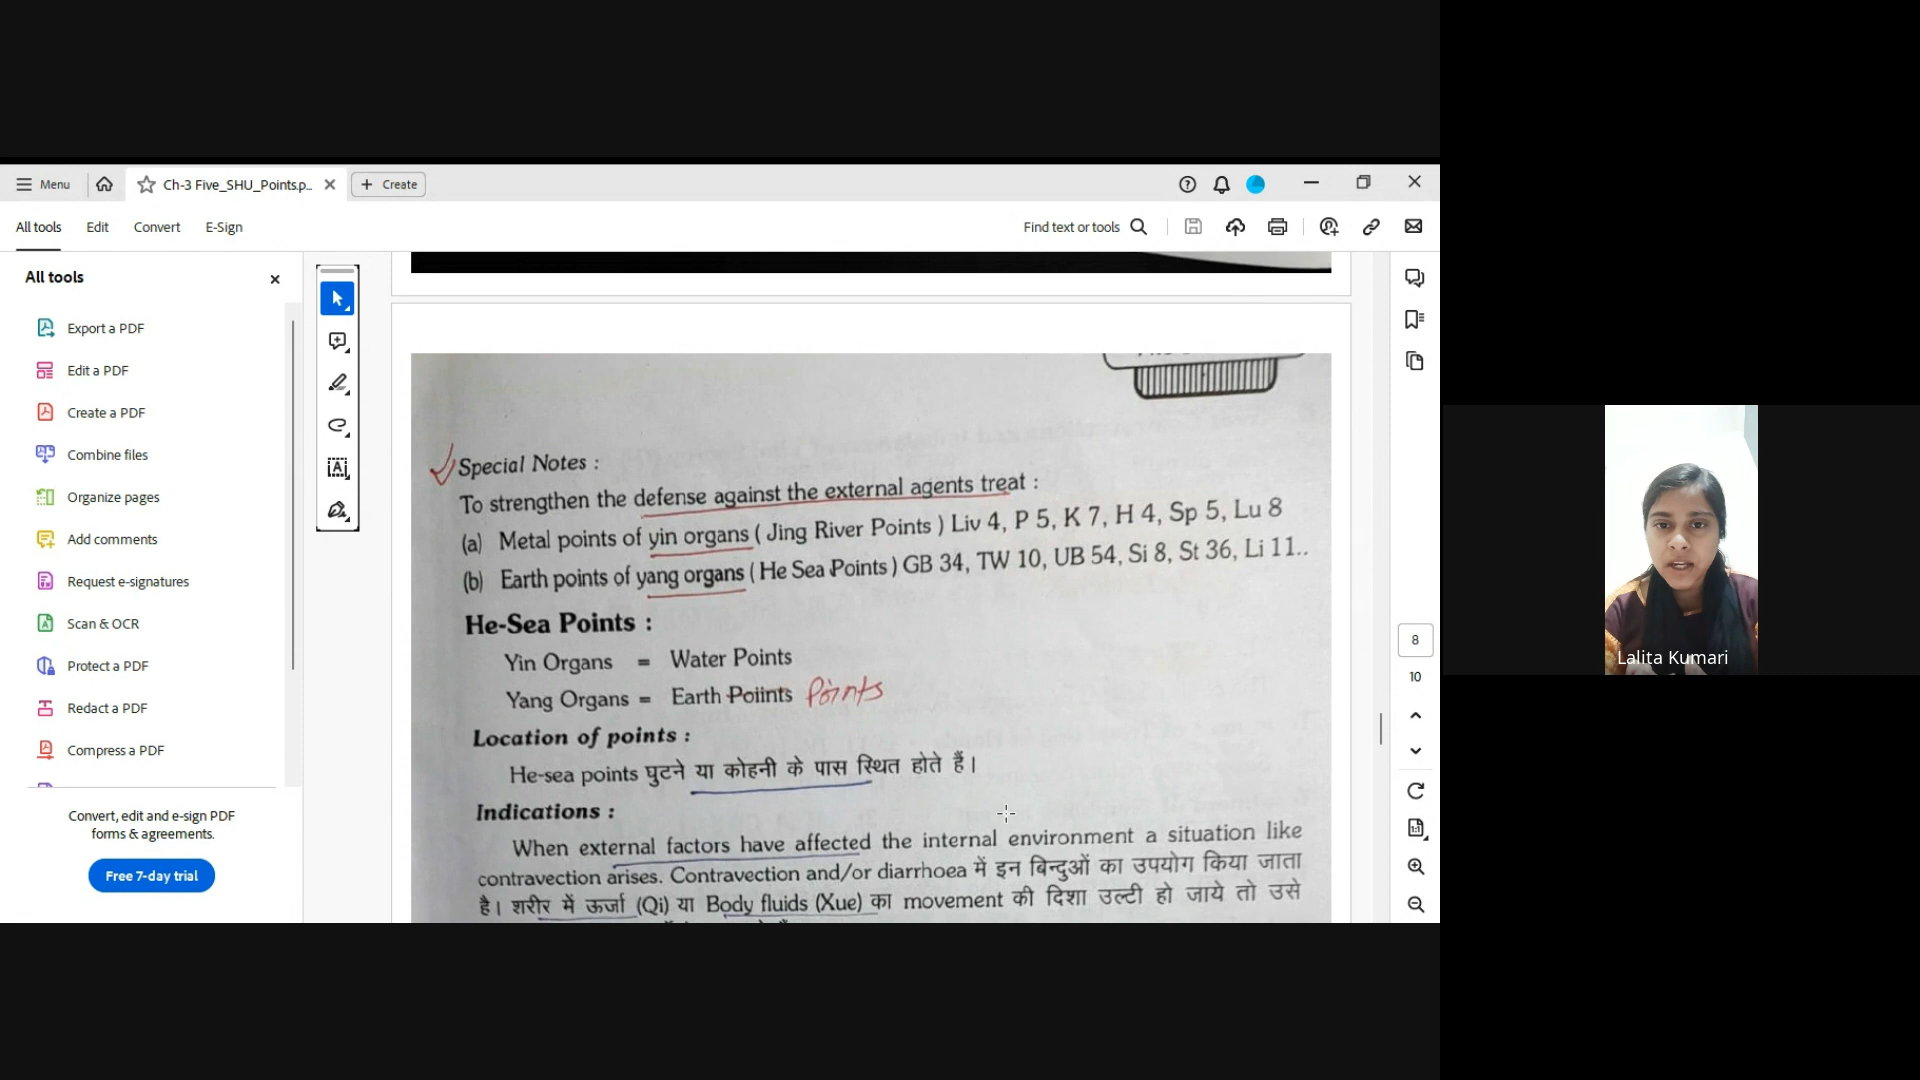 Menu
Ch-3 Five_SHU_Points.p...
Create
All tools
Edit
Convert
E-Sign
Find text or tools
All tools
Export a PDF
Edit a PDF
Create a PDF
Combine files
Organize pages
Add comments
Request e-signatures
Scan & OCR
Protect a PDF
Redact a PDF
Compress a PDF
Convert, edit and e-sign PDF
forms & agreements.
Free 7-day trial
Special Notes :
To strengthen the defense against the external agents treat :
(a) Metal points of yin organs ( Jing River Points ) Liv 4, P 5, K 7, H 4, Sp 5, Lu 8
(b) Earth points of yang organs ( He Sea Points ) GB 34, TW 10, UB 54, Si 8, St 36, Li 11..
He-Sea Points :
Yin Organs = Water Points
Yang Organs = Earth Poiints Points
Location of points :
He-sea points घुटने या कोहनी के पास स्थित होते हैं।
Indications :
When external factors have affected the internal environment a situation like
contravection arises. Contravection and/or diarrhoea में इन बिन्दुओं का उपयोग किया जाता
है। शरीर में ऊर्जा (Qi) या Body fluids (Xue) का movement की दिशा उल्टी हो जाये तो उसे
8
10
Lalita Kumari